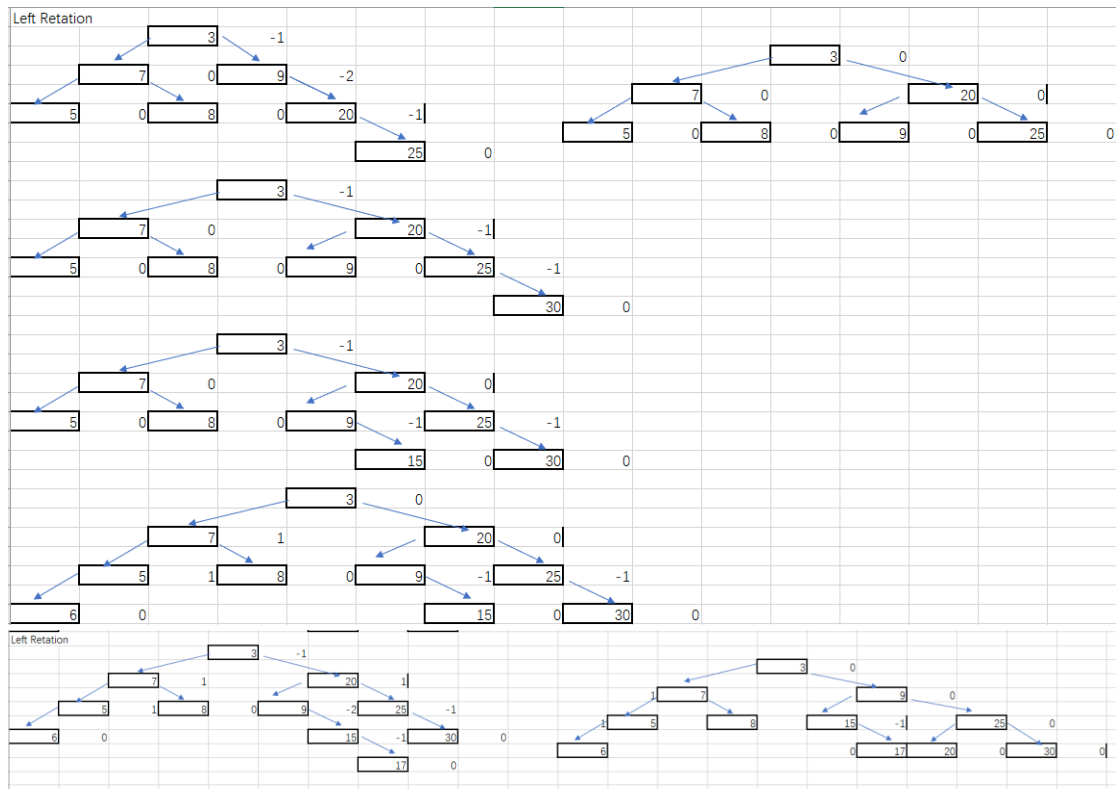 Left Retation
3 -1
3 0
7 0 9 -2
7 0 20 0
5 0 8 0 20 -1
5 0 8 0 9 0 25 0
25 0
3 -1
7 0 20 -1
5 0 8 0 9 0 25 -1
30 0
3 -1
7 0 20 0
5 0 8 0 9 -1 25 -1
15 0 30 0
3 0
7 1 20 0
5 1 8 0 9 -1 25 -1
6 0 15 0 30 0
Left Retation
3 -1
3 0
7 1 20 1
1 7 9 0
5 1 8 0 9 -2 25 -1
1 5 8 15 -1 25 0
6 0 15 -1 30 0
6 0 17 20 0 30 0
17 0